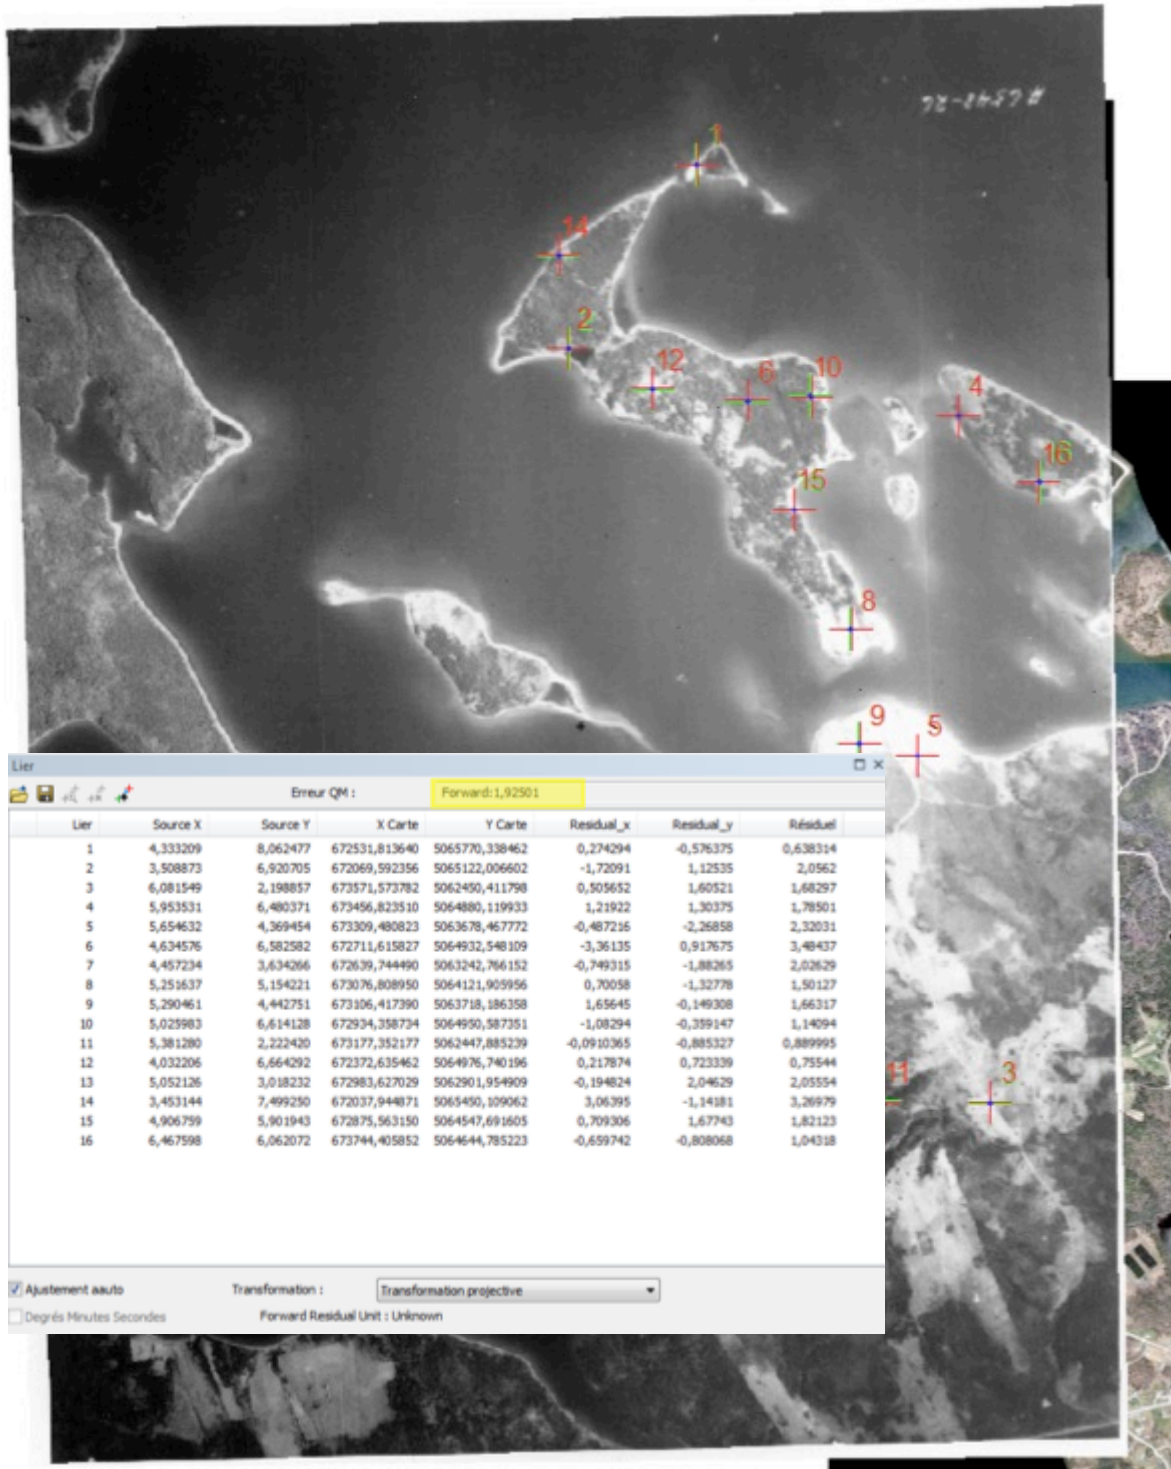 1
14
2
12
6
10
4
16
15
8
9
5
Lier
Erreur QM : Forward:1,92501
Lier Source X Source Y X Carte Y Carte Residual_x Residual_y Résiduel
1 4,333209 8,062477 672531,813640 5065770,338462 0,274294 -0,576375 0,638314
2 3,508873 6,920705 672069,592356 5065122,006602 -1,72091 1,12535 2,0562
3 6,081549 2,198857 673571,573782 5062450,411798 0,505652 1,60521 1,68297
4 5,953531 6,480371 673456,823510 5064880,119933 1,21922 1,30375 1,78501
5 5,654632 4,369454 673309,480823 5063678,467772 -0,487216 -2,26858 2,32031
6 4,634576 6,582582 672711,615827 5064932,548109 -3,36135 0,917675 3,48437
7 4,457234 3,634266 672639,744490 5063242,766152 -0,749315 -1,88265 2,02629
8 5,251637 5,154221 673076,808950 5064121,905956 0,70058 -1,32778 1,50127
9 5,290461 4,442751 673106,417390 5063718,186358 1,65645 -0,149308 1,66317
10 5,025983 6,614128 672934,358734 5064950,587351 -1,08294 -0,359147 1,14094
11 5,381280 2,222420 673177,352177 5062447,885239 -0,0910365 -0,885327 0,889995
12 4,032206 6,664292 672372,635462 5064976,740196 0,217874 0,723339 0,75544
13 5,052126 3,018232 672983,627029 5062901,954909 -0,194824 2,04629 2,05554
14 3,453144 7,499250 672037,944871 5065450,109062 3,06395 -1,14181 3,26979
15 4,906759 5,901943 672875,563150 5064547,691605 0,709306 1,67743 1,82123
16 6,467598 6,062072 673744,405852 5064644,785223 -0,659742 -0,808068 1,04318
11
3
Ajustement aauto Transformation : Transformation projective
Degrés Minutes Secondes Forward Residual Unit : Unknown